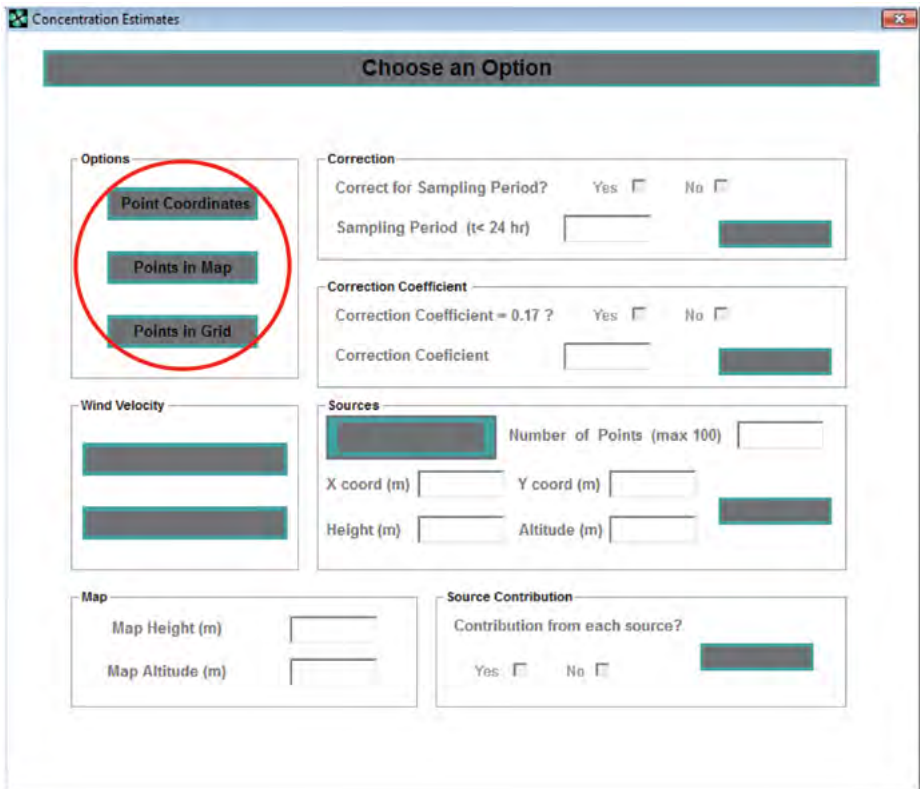 Concentration Estimates
Choose an Option
Options
Point Coordinates
Points in Map
Points in Grid
Correction
Correct for Sampling Period? Yes No
Sampling Period (t< 24 hr)
Correction Coefficient
Correction Coefficient = 0.17 ? Yes No
Correction Coeficient
Wind Velocity
Sources
Number of Points (max 100)
X coord (m) Y coord (m)
Height (m) Altitude (m)
Map
Map Height (m)
Map Altitude (m)
Source Contribution
Contribution from each source?
Yes No